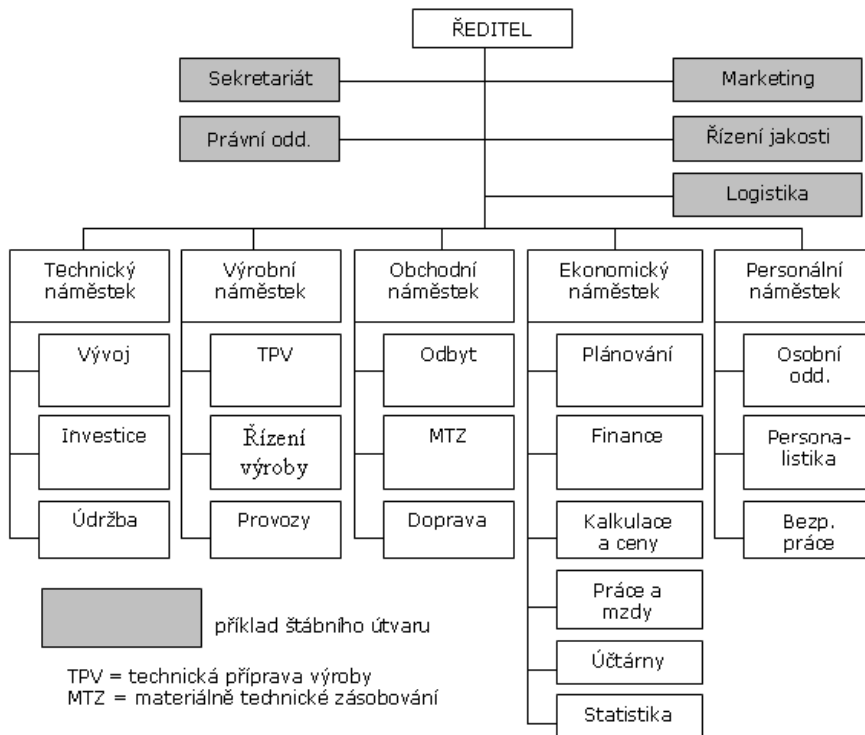 ŘEDITEL
Sekretariát
Marketing
Právní odd.
Řízení jakosti
Logistika
Technický
náměstek
Výrobní
náměstek
Obchodní
náměstek
Ekonomický
náměstek
Personální
náměstek
Vývoj
TPV
Odbyt
Plánování
Osobní
odd.
Investice
Řízení
výroby
MTZ
Finance
Persona-
listika
Údržba
Provozy
Doprava
Kalkulace
a ceny
Bezp.
práce
Práce a
mzdy
Účtárny
Statistika
příklad štábního útvaru
TPV = technická příprava výroby
MTZ = materiálně technické zásobování